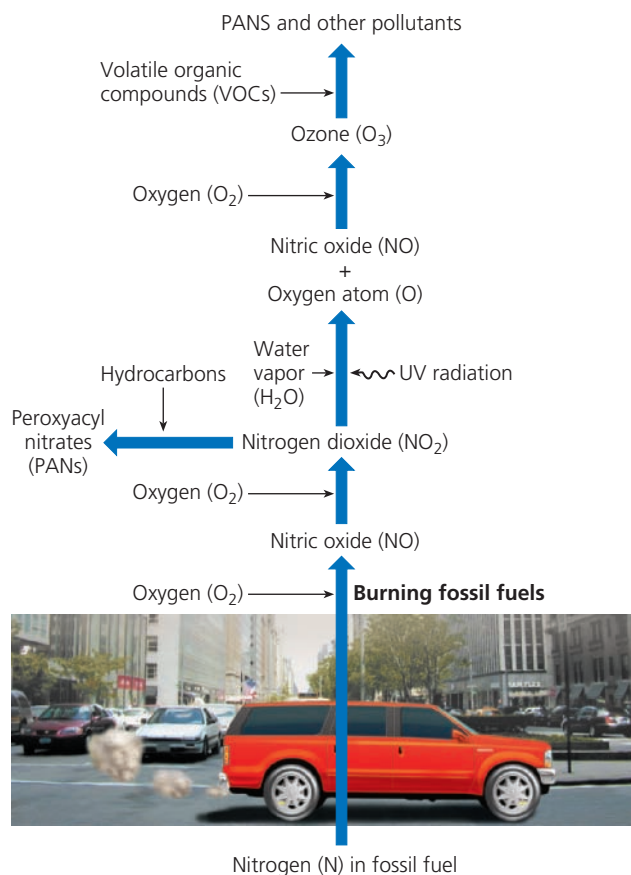 PANS and other pollutants
Volatile organic
compounds (VOCs)
Ozone (O₃)
Oxygen (O₂)
Nitric oxide (NO)
+
Oxygen atom (O)
Water
vapor
(H₂O)
UV radiation
Hydrocarbons
Peroxyacyl
nitrates
(PANs)
Nitrogen dioxide (NO₂)
Oxygen (O₂)
Nitric oxide (NO)
Oxygen (O₂)
Burning fossil fuels
Nitrogen (N) in fossil fuel